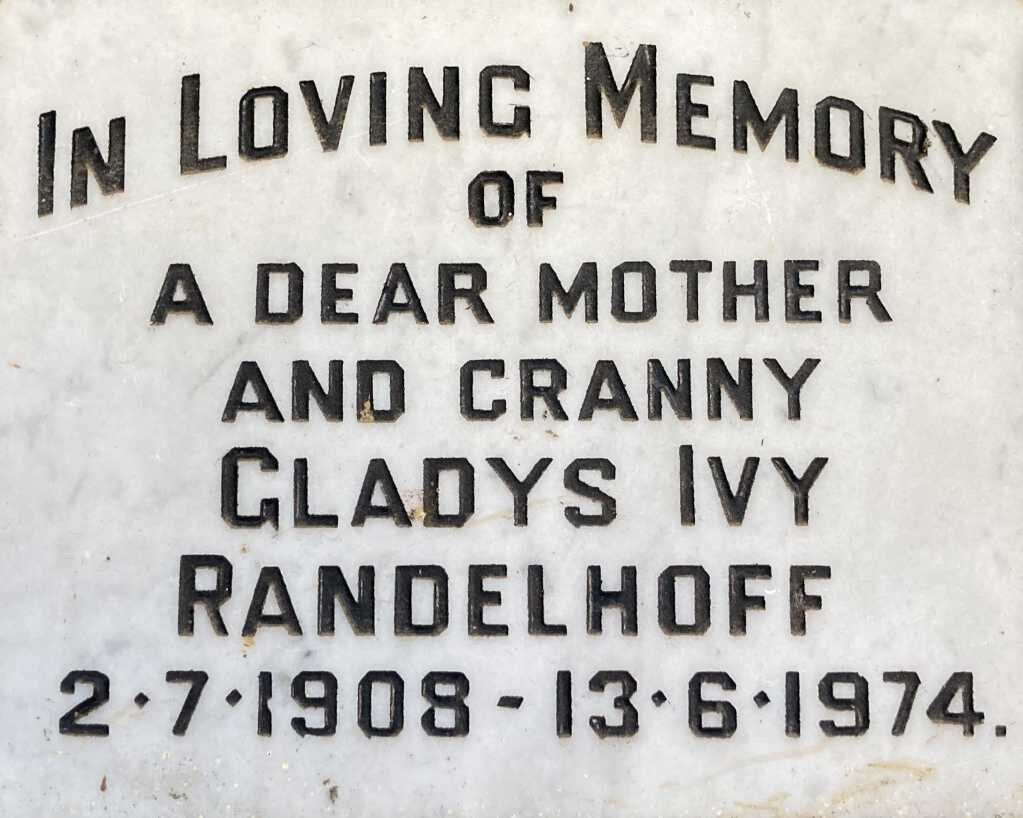 IN LOVING MEMORY
OF
A DEAR MOTHER
AND GRANNY
GLADYS IVY
RANDELHOFF
2·7·1908 - 13·6·1974.